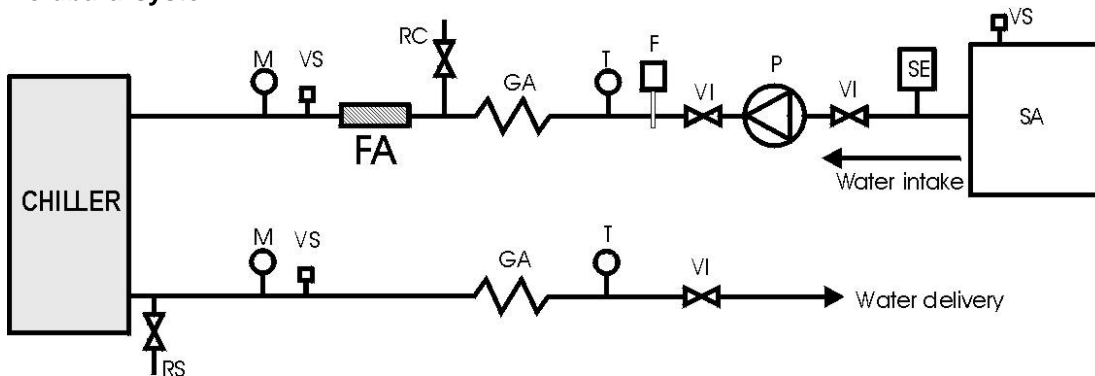 VS
RC
F
M
VS
T
P
SE
GA
VI
VI
SA
FA
Water intake
CHILLER
M
VS
GA
T
VI
Water delivery
RS